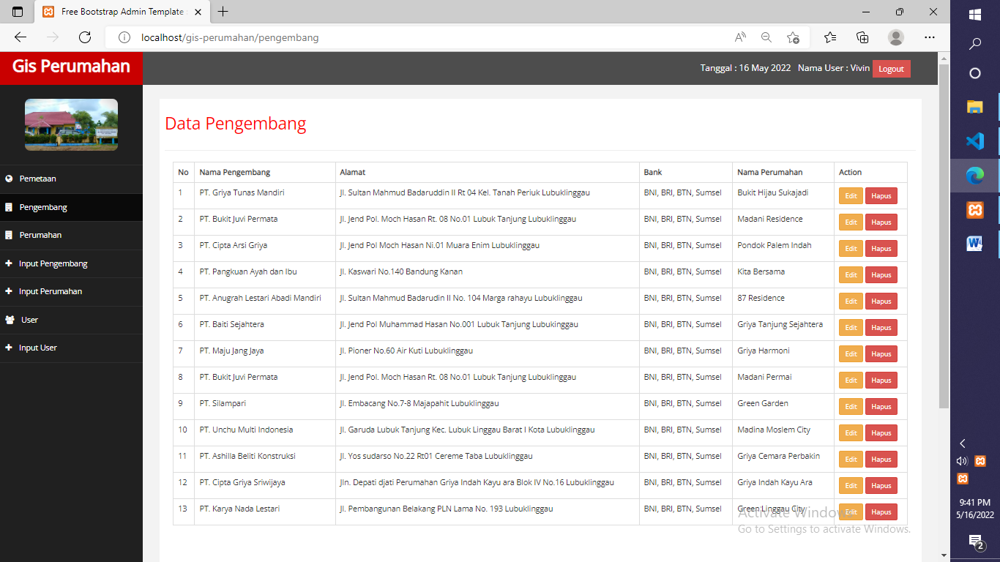 Free Bootstrap Admin Template :
localhost/gis-perumahan/pengembang
Gis Perumahan
Tanggal : 16 May 2022 Nama User : Vivin Logout
Pemetaan
Pengembang
Perumahan
Input Pengembang
Input Perumahan
User
Input User
Data Pengembang
No Nama Pengembang Alamat Bank Nama Perumahan Action
1 PT. Griya Tunas Mandiri Jl. Sultan Mahmud Badaruddin II Rt 04 Kel. Tanah Periuk Lubuklinggau BNI, BRI, BTN, Sumsel Bukit Hijau Sukajadi Edit Hapus
2 PT. Bukit Juvi Permata Jl. Jend Pol. Moch Hasan Rt. 08 No.01 Lubuk Tanjung Lubuklinggau BNI, BRI, BTN, Sumsel Madani Residence Edit Hapus
3 PT. Cipta Arsi Griya Jl. Jend Pol Moch Hasan Ni.01 Muara Enim Lubuklinggau BNI, BRI, BTN, Sumsel Pondok Palem Indah Edit Hapus
4 PT. Pangkuan Ayah dan Ibu Jl. Kaswari No.140 Bandung Kanan BNI, BRI, BTN, Sumsel Kita Bersama Edit Hapus
5 PT. Anugrah Lestari Abadi Mandiri Jl. Sultan Mahmud Badarudin II No. 104 Marga rahayu Lubuklinggau BNI, BRI, BTN, Sumsel 87 Residence Edit Hapus
6 PT. Baiti Sejahtera Jl. Jend Pol Muhammad Hasan No.001 Lubuk Tanjung Lubukinggau BNI, BRI, BTN, Sumsel Griya Tanjung Sejahtera Edit Hapus
7 PT. Maju Jang Jaya Jl. Pioner No.60 Air Kuti Lubuklinggau BNI, BRI, BTN, Sumsel Griya Harmoni Edit Hapus
8 PT. Bukit Juvi Permata Jl. Jend Pol. Moch Hasan Rt. 08 No.01 Lubuk Tanjung Lubuklinggau BNI, BRI, BTN, Sumsel Madani Permai Edit Hapus
9 PT. Silampari Jl. Embacang No.7-8 Majapahit Lubuklinggau BNI, BRI, BTN, Sumsel Green Garden Edit Hapus
10 PT. Unchu Multi Indonesia Jl. Garuda Lubuk Tanjung Kec. Lubuk Linggau Barat I Kota Lubuklinggau BNI, BRI, BTN, Sumsel Madina Moslem City Edit Hapus
11 PT. Ashilla Beliti Konstruksi Jl. Yos sudarso No.22 Rt01 Cereme Taba Lubuklinggau BNI, BRI, BTN, Sumsel Griya Cemara Perbakin Edit Hapus
12 PT. Cipta Griya Sriwijaya Jln. Depati djati Perumahan Griya Indah Kayu ara Blok IV No.16 Lubuklinggau BNI, BRI, BTN, Sumsel Griya Indah Kayu Ara Edit Hapus
13 PT. Karya Nada Lestari Jl. Pembangunan Belakang PLN Lama No. 193 Lubuklinggau BNI, BRI, BTN, Sumsel Green Linggau City Edit Hapus
Activate Windows
Go to Settings to activate Windows.
9:41 PM
5/16/2022
2